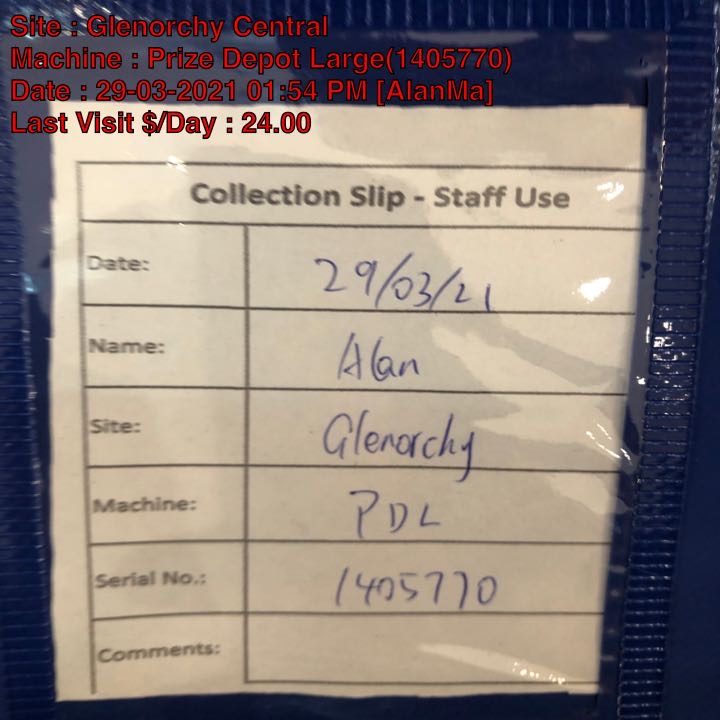 Site : Glenorchy Central
Machine : Prize Depot Large(1405770)
Date : 29-03-2021 01:54 PM [AlanMa]
Last Visit $/Day : 24.00
Collection Slip - Staff Use
Date: 29/03/21
Name: Alan
Site: Glenorchy
Machine: PDL
Serial No.: 1405770
Comments: